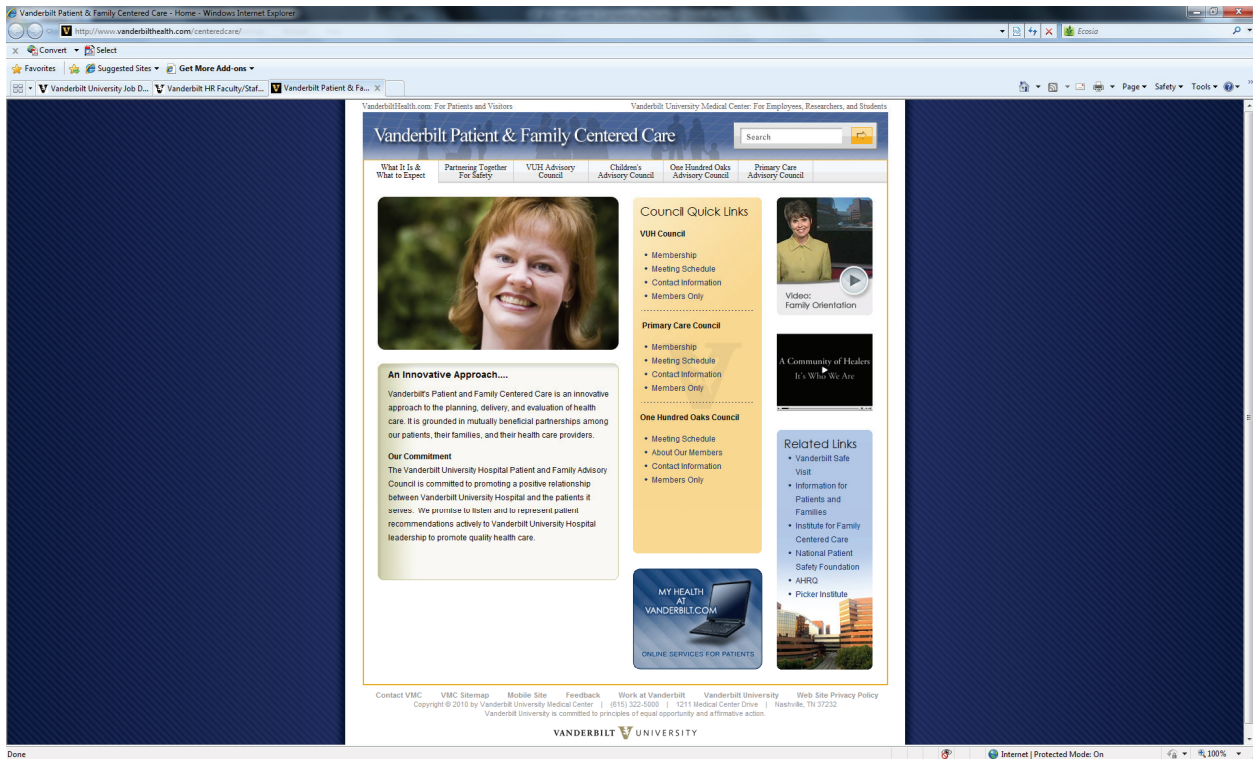 Vanderbilt Patient & Family Centered Care - Home - Windows Internet Explorer
http://www.vanderbilthealth.com/centeredcare/
Ecosia
x Convert Select
Favorites Suggested Sites Get More Add-ons
Vanderbilt University Job D... Vanderbilt HR Faculty/Staf... Vanderbilt Patient & Fa... X
Page Safety Tools
VanderbiltHealth.com: For Patients and Visitors
Vanderbilt University Medical Center: For Employees, Researchers, and Students
Vanderbilt Patient & Family Centered Care
Search
What It Is &
What to Expect
Partnering Together
For Safety
VUH Advisory
Council
Children's
Advisory Council
One Hundred Oaks
Advisory Council
Primary Care
Advisory Council
An Innovative Approach....
Vanderbilt's Patient and Family Centered Care is an innovative
approach to the planning, delivery, and evaluation of health
care. It is grounded in mutually beneficial partnerships among
our patients, their families, and their health care providers.
Our Commitment
The Vanderbilt University Hospital Patient and Family Advisory
Council is committed to promoting a positive relationship
between Vanderbilt University Hospital and the patients it
serves. We promise to listen and to represent patient
recommendations actively to Vanderbilt University Hospital
leadership to promote quality health care.
Council Quick Links
VUH Council
• Membership
• Meeting Schedule
• Contact Information
• Members Only
Primary Care Council
• Membership
• Meeting Schedule
• Contact Information
• Members Only
One Hundred Oaks Council
• Meeting Schedule
• About Our Members
• Contact Information
• Members Only
MY HEALTH
AT
VANDERBILT.COM
ONLINE SERVICES FOR PATIENTS
Video:
Family Orientation
A Community of Healers
It's Who We Are
Related Links
• Vanderbilt Safe
Visit
• Information for
Patients and
Families
• Institute for Family
Centered Care
• National Patient
Safety Foundation
• AHRQ
• Picker Institute
Contact VMC VMC Sitemap Mobile Site Feedback Work at Vanderbilt Vanderbilt University Web Site Privacy Policy
Copyright © 2010 by Vanderbilt University Medical Center | (615) 322-5000 | 1211 Medical Center Drive | Nashville, TN 37232
Vanderbilt University is committed to principles of equal opportunity and affirmative action.
VANDERBILT V UNIVERSITY
Done
Internet | Protected Mode: On
100%